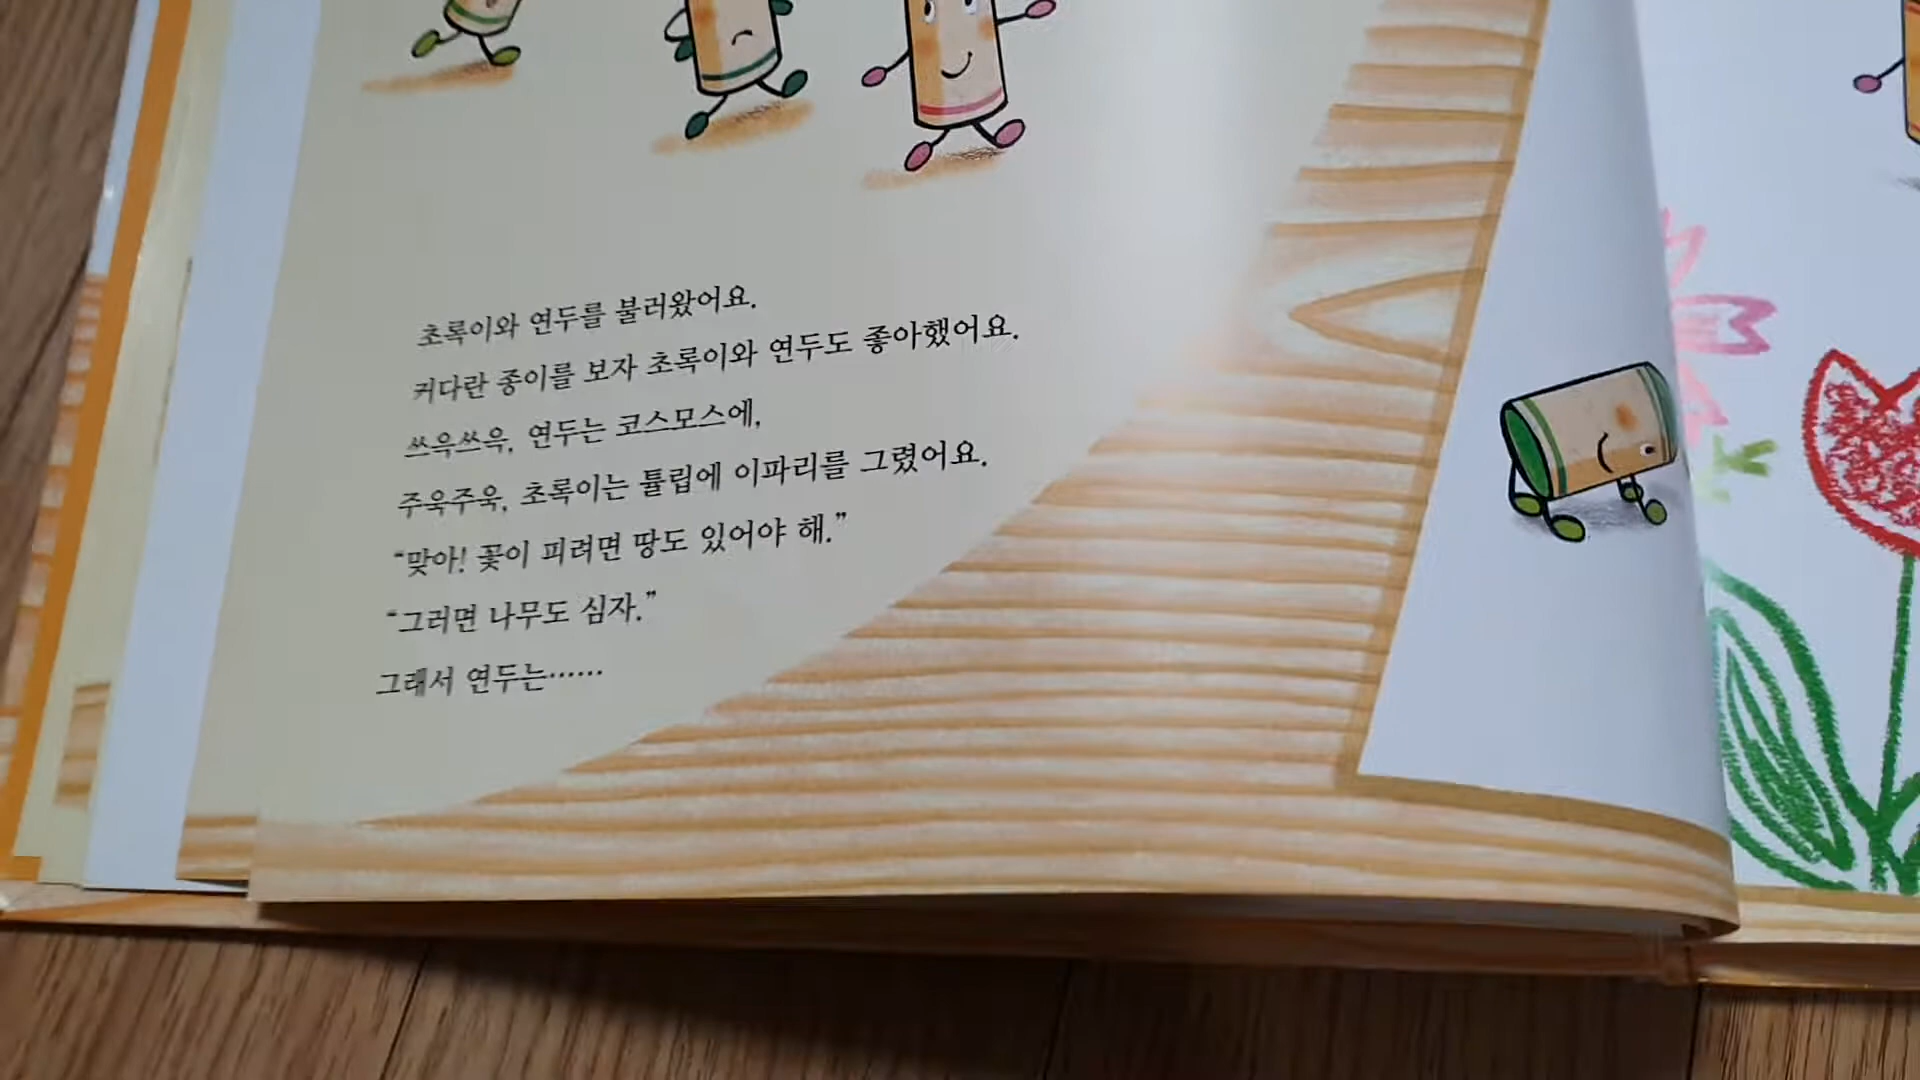 초록이와 연두를 불러왔어요.
커다란 종이를 보자 초록이와 연두도 좋아했어요.
쓰윽쓰윽, 연두는 코스모스에,
주욱주욱, 초록이는 튤립에 이파리를 그렸어요.
“맞아! 꽃이 피려면 땅도 있어야 해.”
“그러면 나무도 심자.”
그래서 연두는……